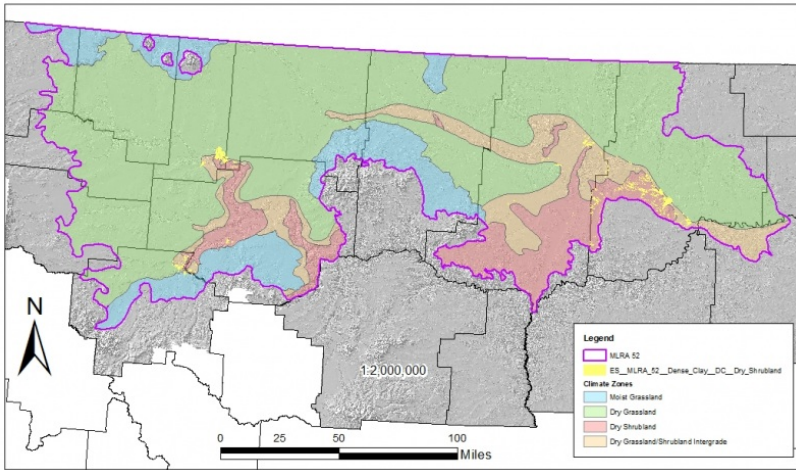 N
1:2,000,000
0 25 50 100
Miles
Legend
MLRA 52
ES__MLRA_52__Dense_Clay__DC__Dry_Shrubland
Climate Zones
Moist Grassland
Dry Grassland
Dry Shrubland
Dry Grassland/Shrubland Intergrade